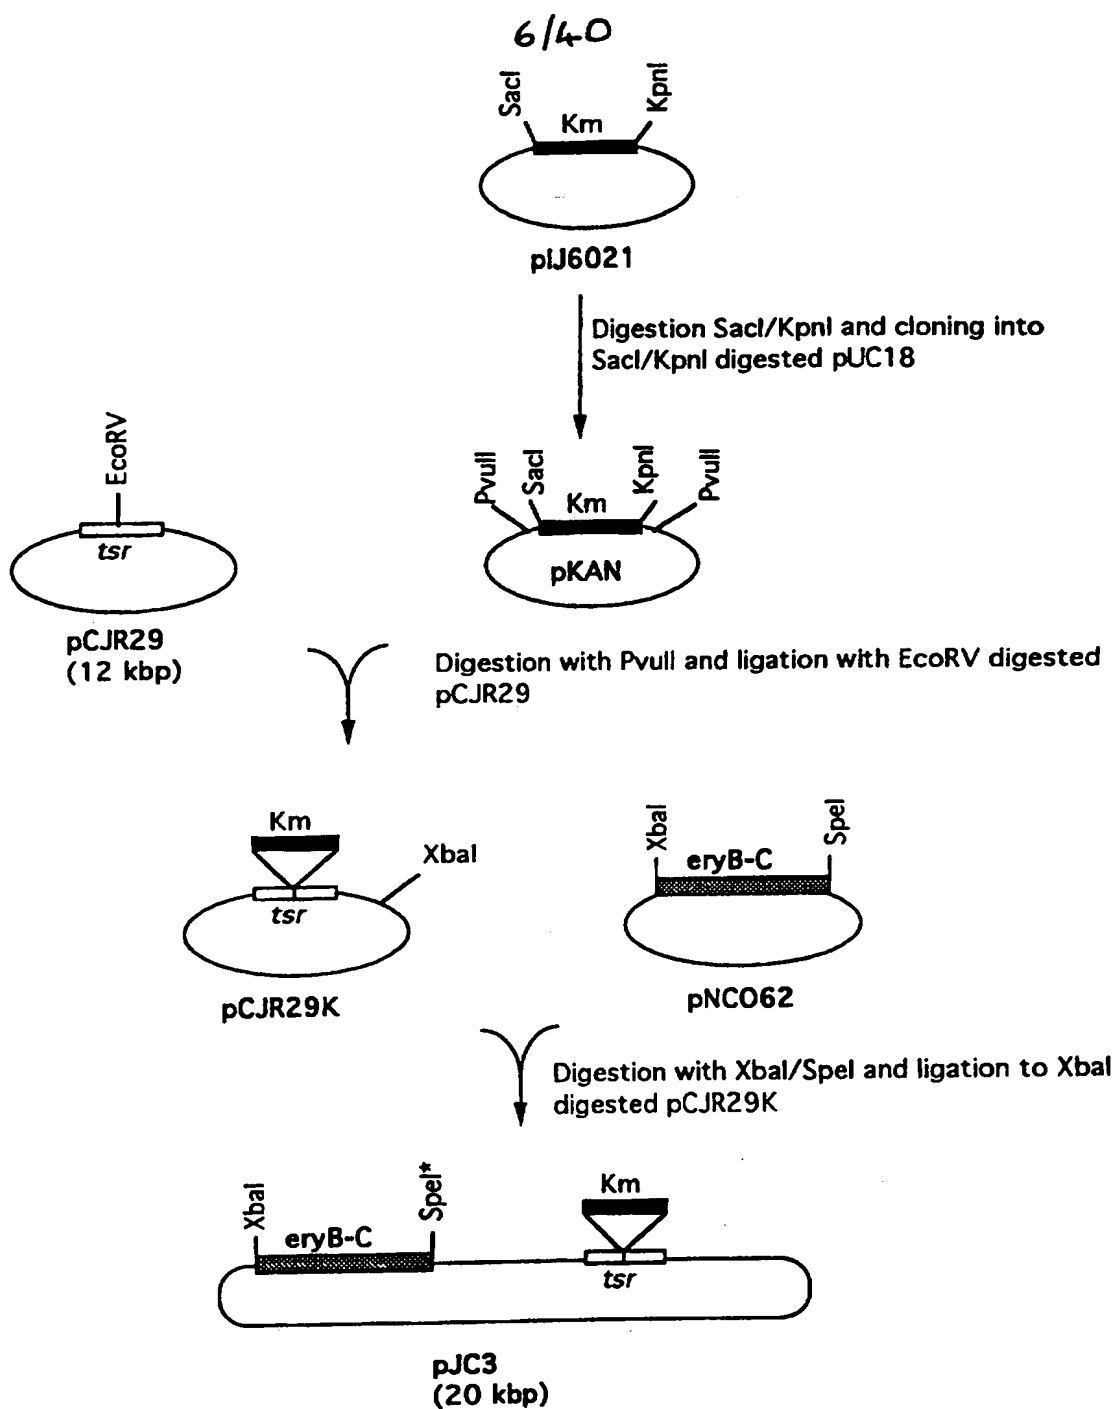 6/40
SacI
Km
KpnI
pIJ6021
Digestion SacI/KpnI and cloning into
SacI/KpnI digested pUC18
EcoRV
tsr
pCJR29
(12 kbp)
PvuII
SacI
Km
KpnI
PvuII
pKAN
Digestion with PvuII and ligation with EcoRV digested
pCJR29
Km
XbaI
tsr
pCJR29K
XbaI
eryB-C
SpeI
pNCO62
Digestion with XbaI/SpeI and ligation to XbaI
digested pCJR29K
XbaI
eryB-C
SpeI*
Km
tsr
pJC3
(20 kbp)